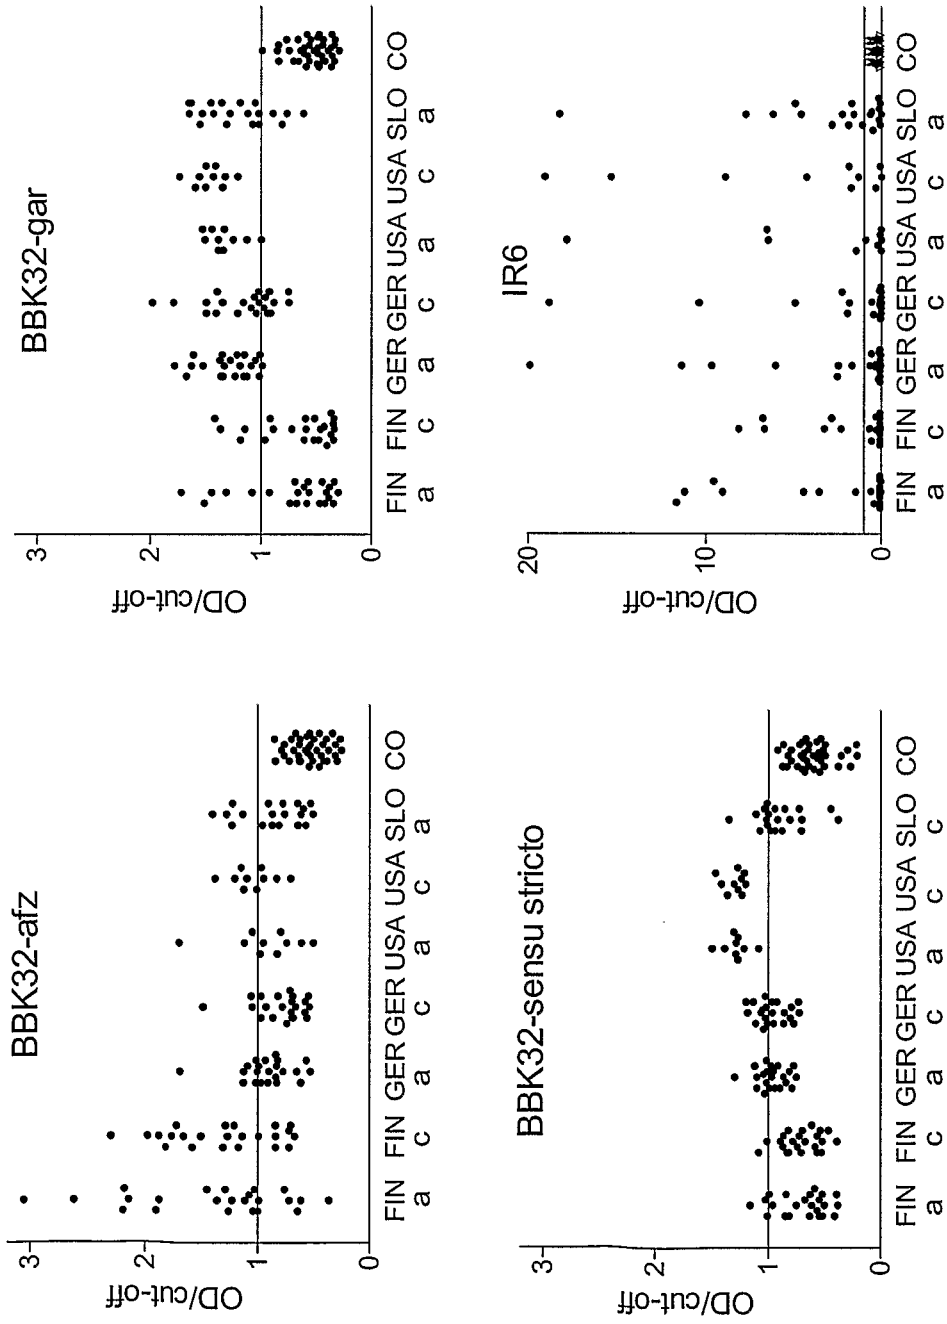 BBK32-afz
3
2
1
0
OD/cut-off
FIN FIN GER GER USA USA SLO CO
a c a c a c a
BBK32-gar
3
2
1
0
OD/cut-off
FIN FIN GER GER USA USA SLO CO
a c a c a c a
BBK32-sensu stricto
3
2
1
0
OD/cut-off
FIN FIN GER GER USA USA SLO CO
a c a c a c c
IR6
20
10
0
OD/cut-off
FIN FIN GER GER USA USA SLO CO
a c a c a c a